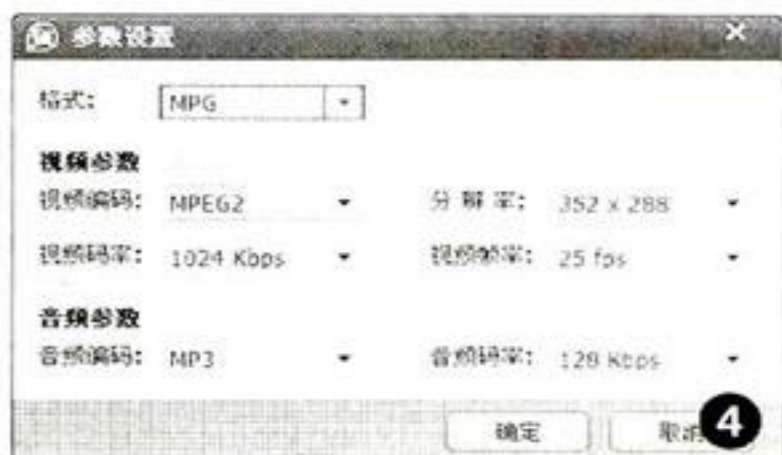 参数设置
格式: MPG
视频参数
视频编码: MPEG2 分辨率: 352 x 288
视频码率: 1024 Kbps 视频帧率: 25 fps
音频参数
音频编码: MP3 音频码率: 128 Kbps
确定 取消
4